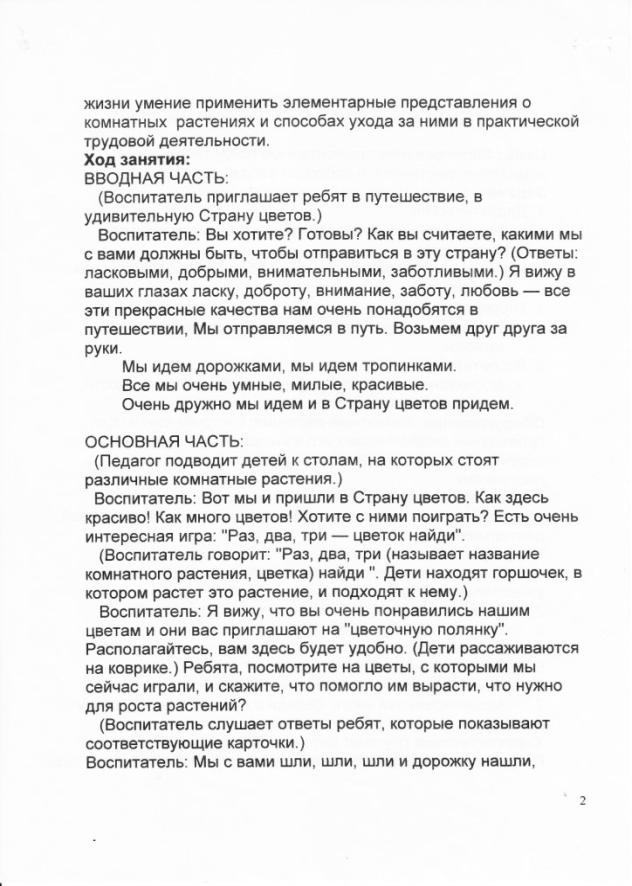 жизни умение применить элементарные представления о
комнатных  растениях и способах ухода за ними в практической
трудовой деятельности.
Ход занятия:
ВВОДНАЯ ЧАСТЬ:
(Воспитатель приглашает ребят в путешествие, в
удивительную Страну цветов.)
Воспитатель: Вы хотите? Готовы? Как вы считаете, какими мы
с вами должны быть, чтобы отправиться в эту страну? (Ответы:
ласковыми, добрыми, внимательными, заботливыми.) Я вижу в
ваших глазах ласку, доброту, внимание, заботу, любовь — все
эти прекрасные качества нам очень понадобятся в
путешествии, Мы отправляемся в путь. Возьмем друг друга за
руки.
Мы идем дорожками, мы идем тропинками.
Все мы очень умные, милые, красивые.
Очень дружно мы идем и в Страну цветов придем.
ОСНОВНАЯ ЧАСТЬ:
(Педагог подводит детей к столам, на которых стоят
различные комнатные растения.)
Воспитатель: Вот мы и пришли в Страну цветов. Как здесь
красиво! Как много цветов! Хотите с ними поиграть? Есть очень
интересная игра: "Раз, два, три — цветок найди".
(Воспитатель говорит: "Раз, два, три (называет название
комнатного растения, цветка) найди ". Дети находят горшочек, в
котором растет это растение, и подходят к нему.)
Воспитатель: Я вижу, что вы очень понравились нашим
цветам и они вас приглашают на "цветочную полянку".
Располагайтесь, вам здесь будет удобно. (Дети рассаживаются
на коврике.) Ребята, посмотрите на цветы, с которыми мы
сейчас играли, и скажите, что помогло им вырасти, что нужно
для роста растений?
(Воспитатель слушает ответы ребят, которые показывают
соответствующие карточки.)
Воспитатель: Мы с вами шли, шли, шли и дорожку нашли,
2